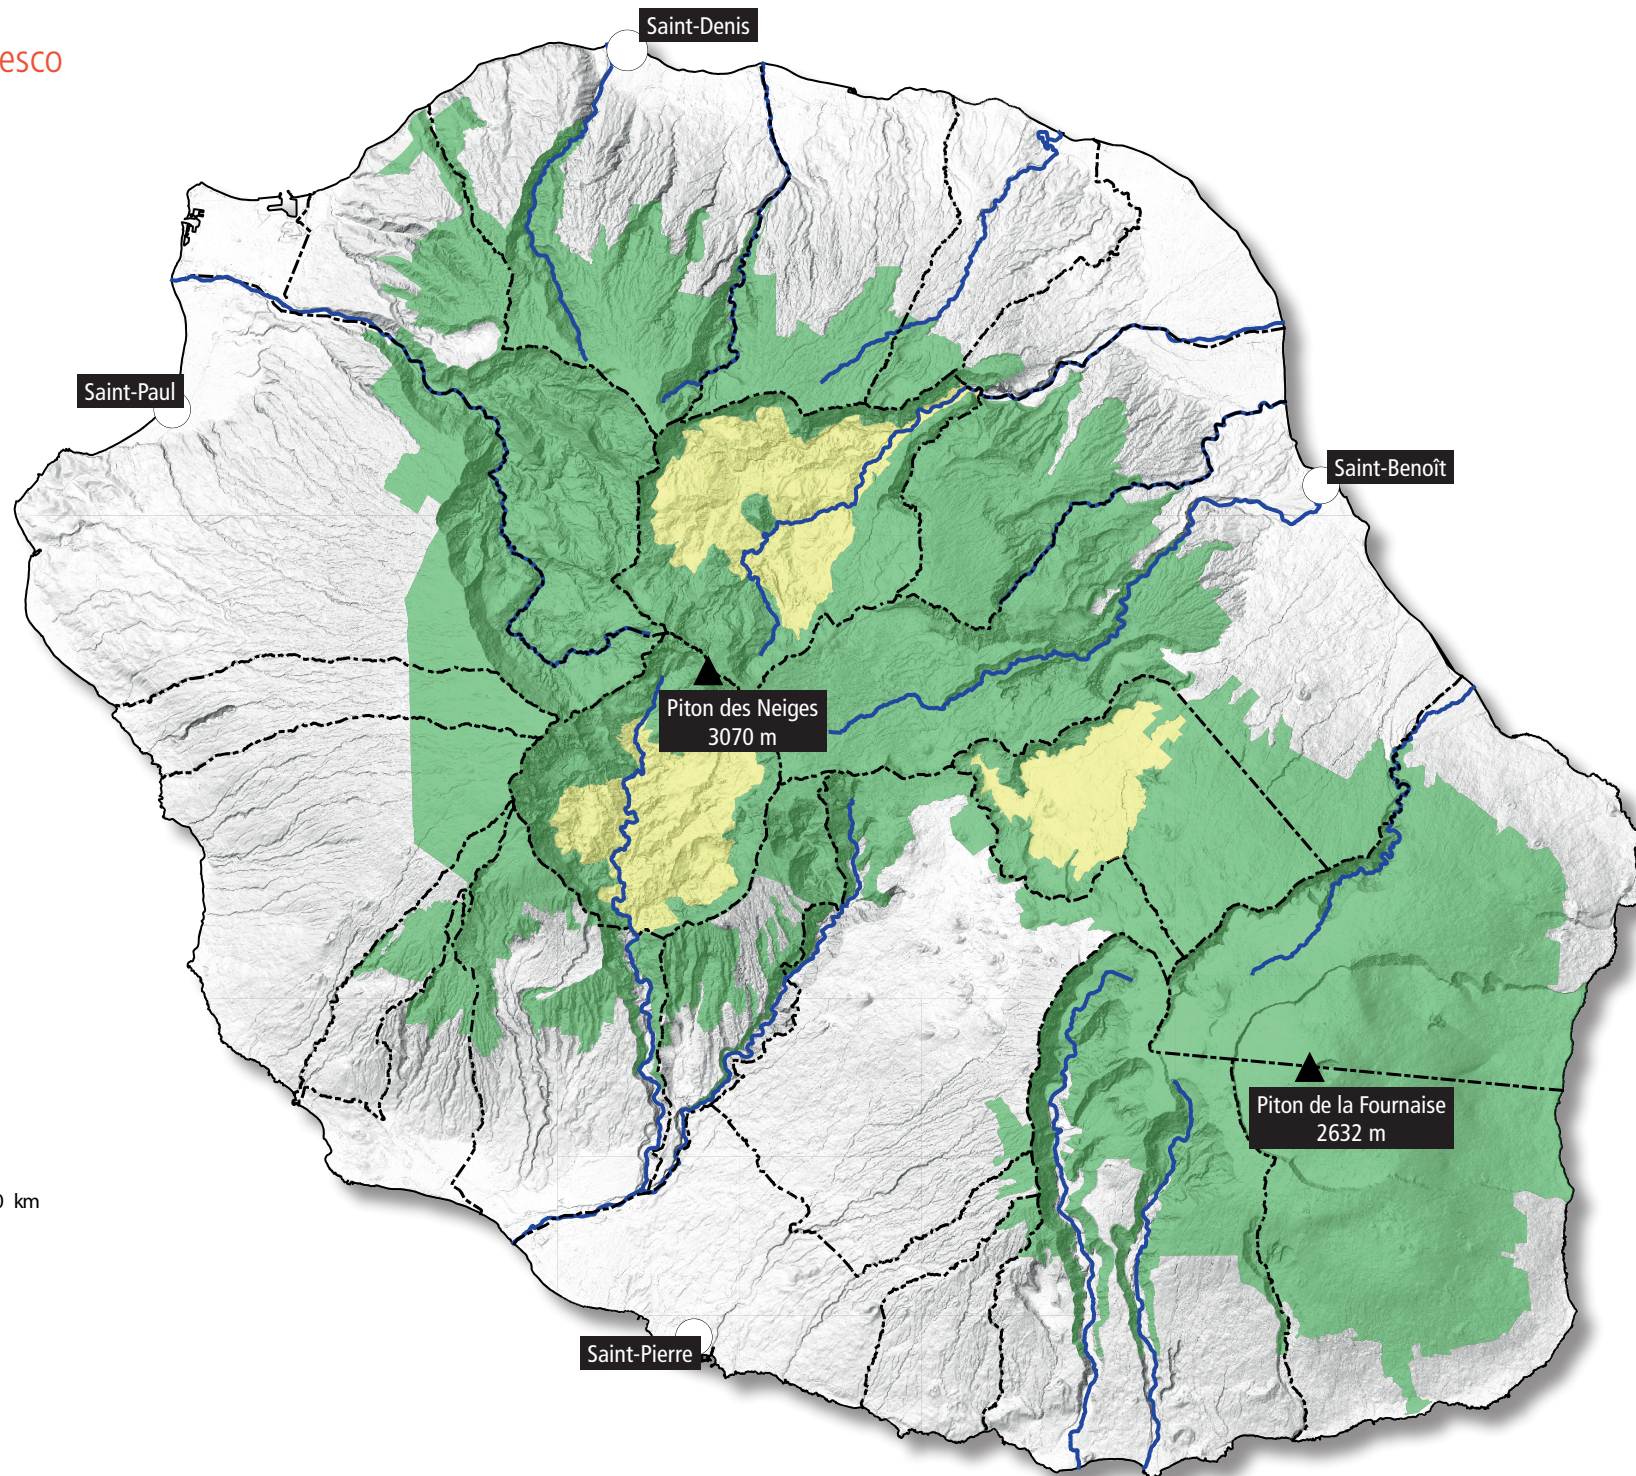 Saint-Denis
esco
Saint-Paul
Saint-Benoît
Piton des Neiges
3070 m
Piton de la Fournaise
2632 m
km
Saint-Pierre